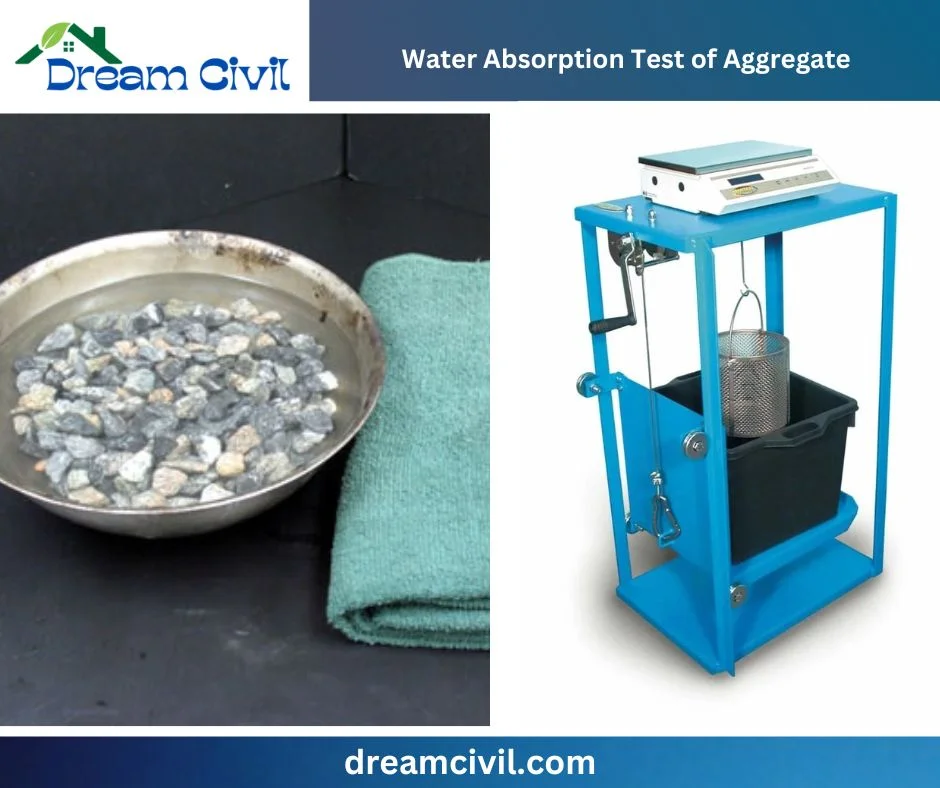 Dream Civil
Water Absorption Test of Aggregate
dreamcivil.com